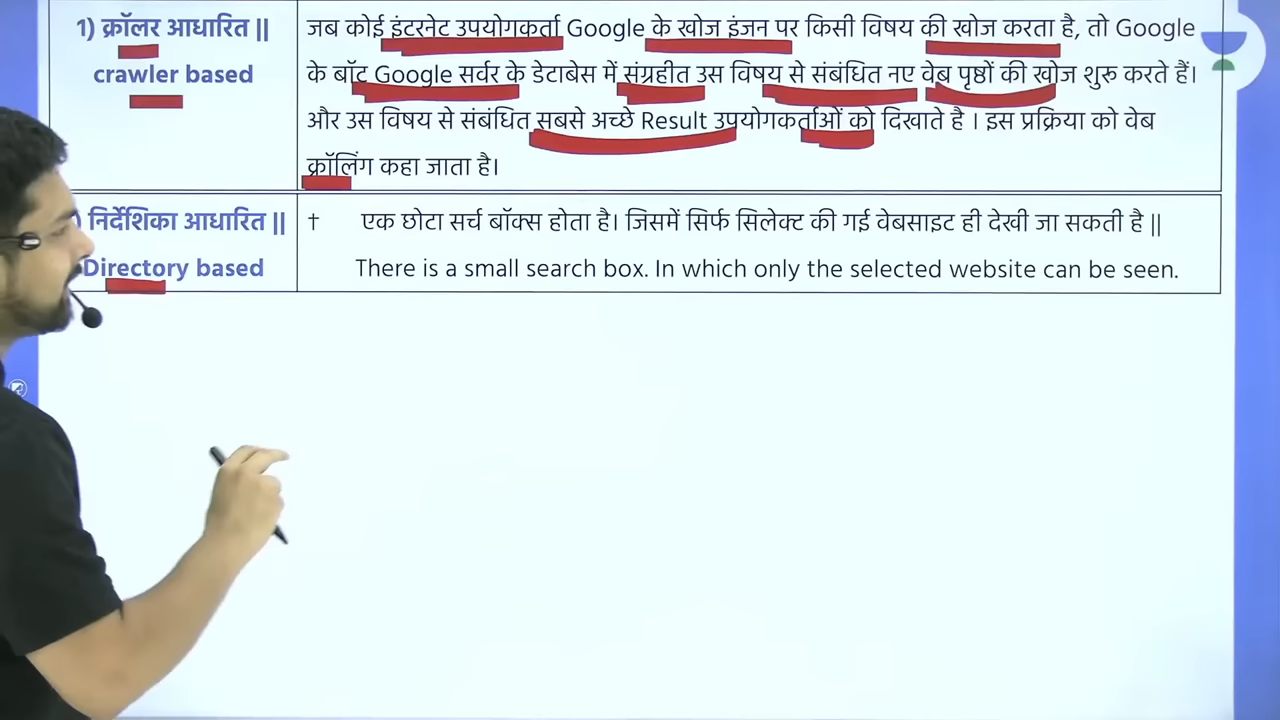 1) क्रॉलर आधारित ||
crawler based
जब कोई इंटरनेट उपयोगकर्ता Google के खोज इंजन पर किसी विषय की खोज करता है, तो Google
के बॉट Google सर्वर के डेटाबेस में संग्रहीत उस विषय से संबंधित नए वेब पृष्ठों की खोज शुरू करते हैं।
और उस विषय से संबंधित सबसे अच्छे Result उपयोगकर्ताओं को दिखाते है । इस प्रक्रिया को वेब
क्रॉलिंग कहा जाता है।
) निर्देशिका आधारित ||
Directory based
† एक छोटा सर्च बॉक्स होता है। जिसमें सिर्फ सिलेक्ट की गई वेबसाइट ही देखी जा सकती है ||
There is a small search box. In which only the selected website can be seen.